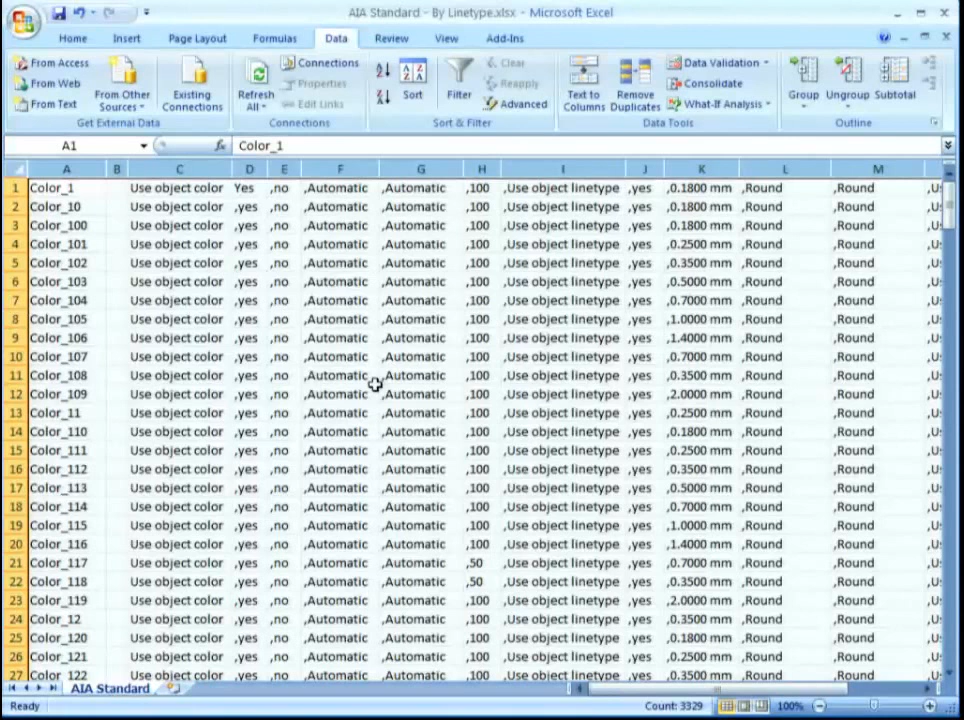 AIA Standard - By Linetype.xlsx - Microsoft Excel
Home Insert Page Layout Formulas Data Review View Add-Ins
From Access
From Web
From Text
From Other Sources
Existing Connections
Get External Data
Refresh All
Connections
Properties
Edit Links
Connections
Sort
Filter
Clear
Reapply
Advanced
Sort & Filter
Text to Columns
Remove Duplicates
Data Validation
Consolidate
What-If Analysis
Data Tools
Group
Ungroup
Subtotal
Outline
A1 fx Color_1
A B C D E F G H I J K L M
1 Color_1 Use object color Yes ,no ,Automatic ,Automatic ,100 ,Use object linetype ,yes ,0.1800 mm ,Round ,Round ,U
2 Color_10 Use object color ,yes ,no ,Automatic ,Automatic ,100 ,Use object linetype ,yes ,0.1800 mm ,Round ,Round ,U
3 Color_100 Use object color ,yes ,no ,Automatic ,Automatic ,100 ,Use object linetype ,yes ,0.1800 mm ,Round ,Round ,U
4 Color_101 Use object color ,yes ,no ,Automatic ,Automatic ,100 ,Use object linetype ,yes ,0.2500 mm ,Round ,Round ,U
5 Color_102 Use object color ,yes ,no ,Automatic ,Automatic ,100 ,Use object linetype ,yes ,0.3500 mm ,Round ,Round ,U
6 Color_103 Use object color ,yes ,no ,Automatic ,Automatic ,100 ,Use object linetype ,yes ,0.5000 mm ,Round ,Round ,U
7 Color_104 Use object color ,yes ,no ,Automatic ,Automatic ,100 ,Use object linetype ,yes ,0.7000 mm ,Round ,Round ,U
8 Color_105 Use object color ,yes ,no ,Automatic ,Automatic ,100 ,Use object linetype ,yes ,1.0000 mm ,Round ,Round ,U
9 Color_106 Use object color ,yes ,no ,Automatic ,Automatic ,100 ,Use object linetype ,yes ,1.4000 mm ,Round ,Round ,U
10 Color_107 Use object color ,yes ,no ,Automatic ,Automatic ,100 ,Use object linetype ,yes ,0.7000 mm ,Round ,Round ,U
11 Color_108 Use object color ,yes ,no ,Automatic ,Automatic ,100 ,Use object linetype ,yes ,0.3500 mm ,Round ,Round ,U
12 Color_109 Use object color ,yes ,no ,Automatic ,Automatic ,100 ,Use object linetype ,yes ,2.0000 mm ,Round ,Round ,U
13 Color_11 Use object color ,yes ,no ,Automatic ,Automatic ,100 ,Use object linetype ,yes ,0.2500 mm ,Round ,Round ,U
14 Color_110 Use object color ,yes ,no ,Automatic ,Automatic ,100 ,Use object linetype ,yes ,0.1800 mm ,Round ,Round ,U
15 Color_111 Use object color ,yes ,no ,Automatic ,Automatic ,100 ,Use object linetype ,yes ,0.2500 mm ,Round ,Round ,U
16 Color_112 Use object color ,yes ,no ,Automatic ,Automatic ,100 ,Use object linetype ,yes ,0.3500 mm ,Round ,Round ,U
17 Color_113 Use object color ,yes ,no ,Automatic ,Automatic ,100 ,Use object linetype ,yes ,0.5000 mm ,Round ,Round ,U
18 Color_114 Use object color ,yes ,no ,Automatic ,Automatic ,100 ,Use object linetype ,yes ,0.7000 mm ,Round ,Round ,U
19 Color_115 Use object color ,yes ,no ,Automatic ,Automatic ,100 ,Use object linetype ,yes ,1.0000 mm ,Round ,Round ,U
20 Color_116 Use object color ,yes ,no ,Automatic ,Automatic ,100 ,Use object linetype ,yes ,1.4000 mm ,Round ,Round ,U
21 Color_117 Use object color ,yes ,no ,Automatic ,Automatic ,50 ,Use object linetype ,yes ,0.7000 mm ,Round ,Round ,U
22 Color_118 Use object color ,yes ,no ,Automatic ,Automatic ,50 ,Use object linetype ,yes ,0.3500 mm ,Round ,Round ,U
23 Color_119 Use object color ,yes ,no ,Automatic ,Automatic ,100 ,Use object linetype ,yes ,2.0000 mm ,Round ,Round ,U
24 Color_12 Use object color ,yes ,no ,Automatic ,Automatic ,100 ,Use object linetype ,yes ,0.3500 mm ,Round ,Round ,U
25 Color_120 Use object color ,yes ,no ,Automatic ,Automatic ,100 ,Use object linetype ,yes ,0.1800 mm ,Round ,Round ,U
26 Color_121 Use object color ,yes ,no ,Automatic ,Automatic ,100 ,Use object linetype ,yes ,0.2500 mm ,Round ,Round ,U
27 Color_122 Use object color ,yes ,no ,Automatic ,Automatic ,100 ,Use object linetype ,yes ,0.3500 mm ,Round ,Round ,U
AIA Standard
Ready Count: 3329 100%